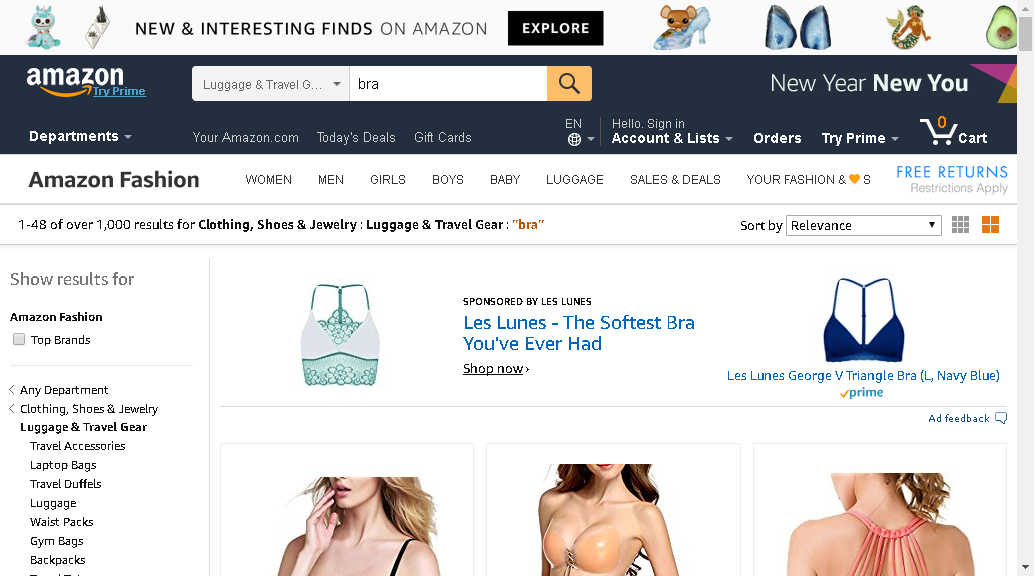 NEW & INTERESTING FINDS ON AMAZON EXPLORE
amazon
Try Prime
Luggage & Travel G... bra
New Year New You
Departments
Your Amazon.com Today's Deals Gift Cards
EN
Hello. Sign in
Account & Lists
Orders
Try Prime
0
Cart
Amazon Fashion
WOMEN MEN GIRLS BOYS BABY LUGGAGE SALES & DEALS YOUR FASHION & S
FREE RETURNS
Restrictions Apply
1-48 of over 1,000 results for Clothing, Shoes & Jewelry : Luggage & Travel Gear : "bra"
Sort by Relevance
Show results for
Amazon Fashion
Top Brands
Any Department
Clothing, Shoes & Jewelry
Luggage & Travel Gear
Travel Accessories
Laptop Bags
Travel Duffels
Luggage
Waist Packs
Gym Bags
Backpacks
SPONSORED BY LES LUNES
Les Lunes - The Softest Bra
You've Ever Had
Shop now ›
Les Lunes George V Triangle Bra (L, Navy Blue)
prime
Ad feedback